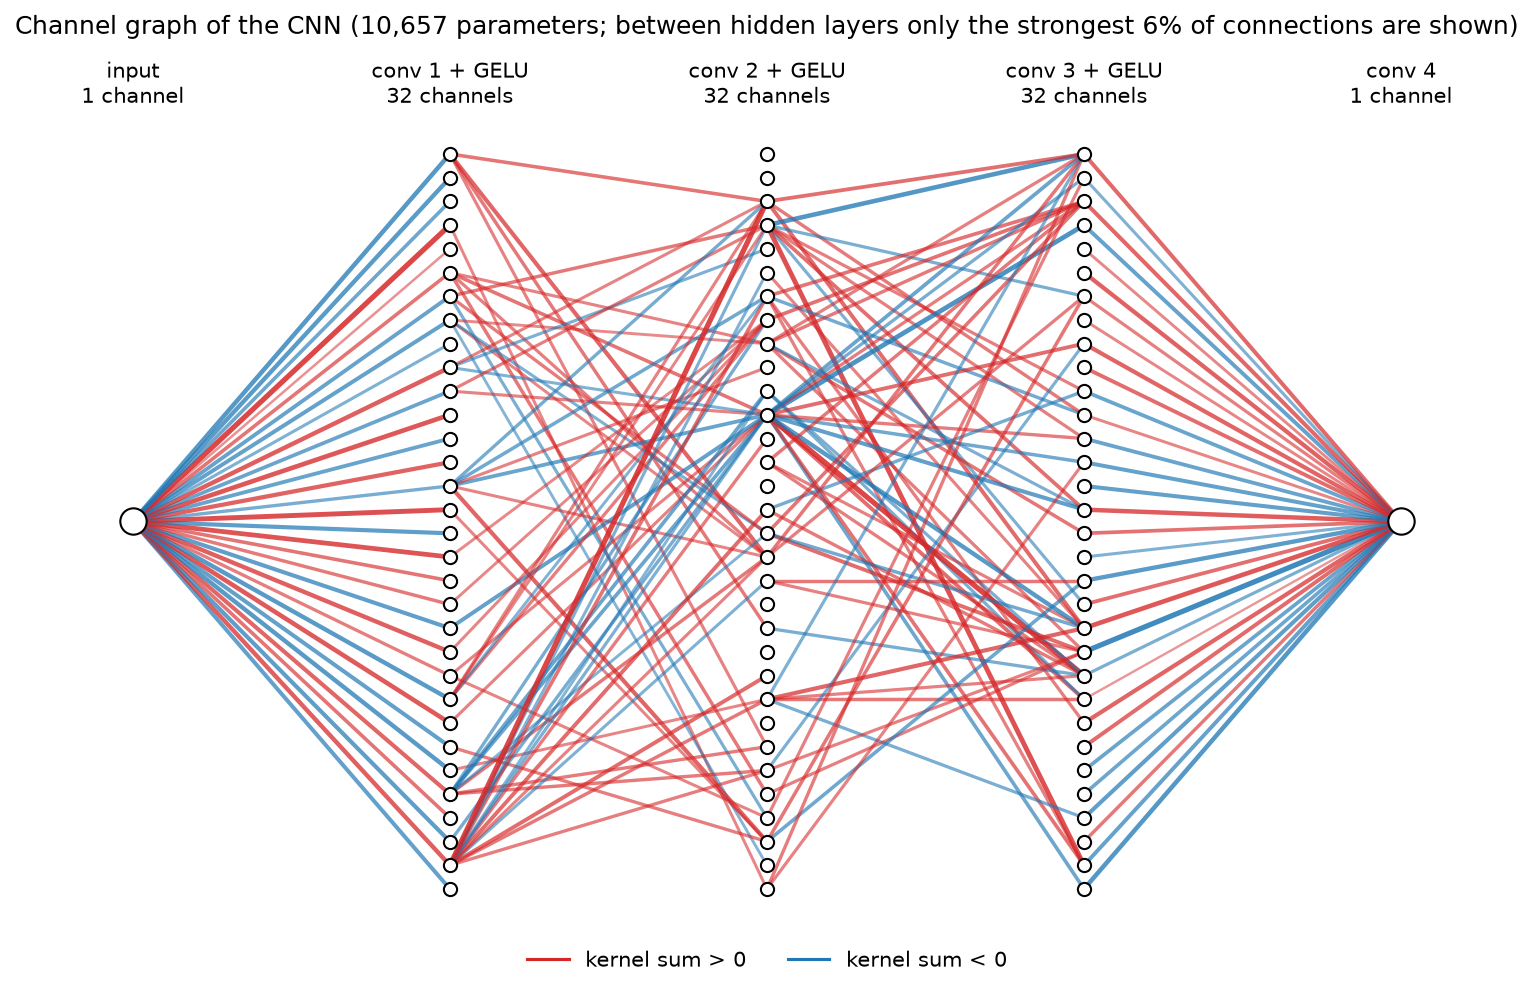 Channel graph of the CNN (10,657 parameters; between hidden layers only the strongest 6% of connections are shown)
input
1 channel
conv 1 + GELU
32 channels
conv 2 + GELU
32 channels
conv 3 + GELU
32 channels
conv 4
1 channel
kernel sum > 0
kernel sum < 0